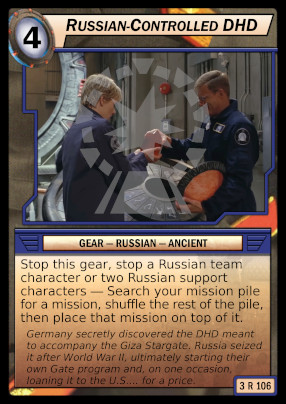 4
RUSSIAN-CONTROLLED DHD
GEAR – RUSSIAN – ANCIENT
Stop this gear, stop a Russian team
character or two Russian support
characters — Search your mission pile
for a mission, shuffle the rest of the pile,
then place that mission on top of it.
Germany secretly discovered the DHD meant
to accompany the Giza Stargate, Russia seized
it after World War II, ultimately starting their
own Gate program and, on one occasion,
loaning it to the U.S.... for a price.
3 R 106